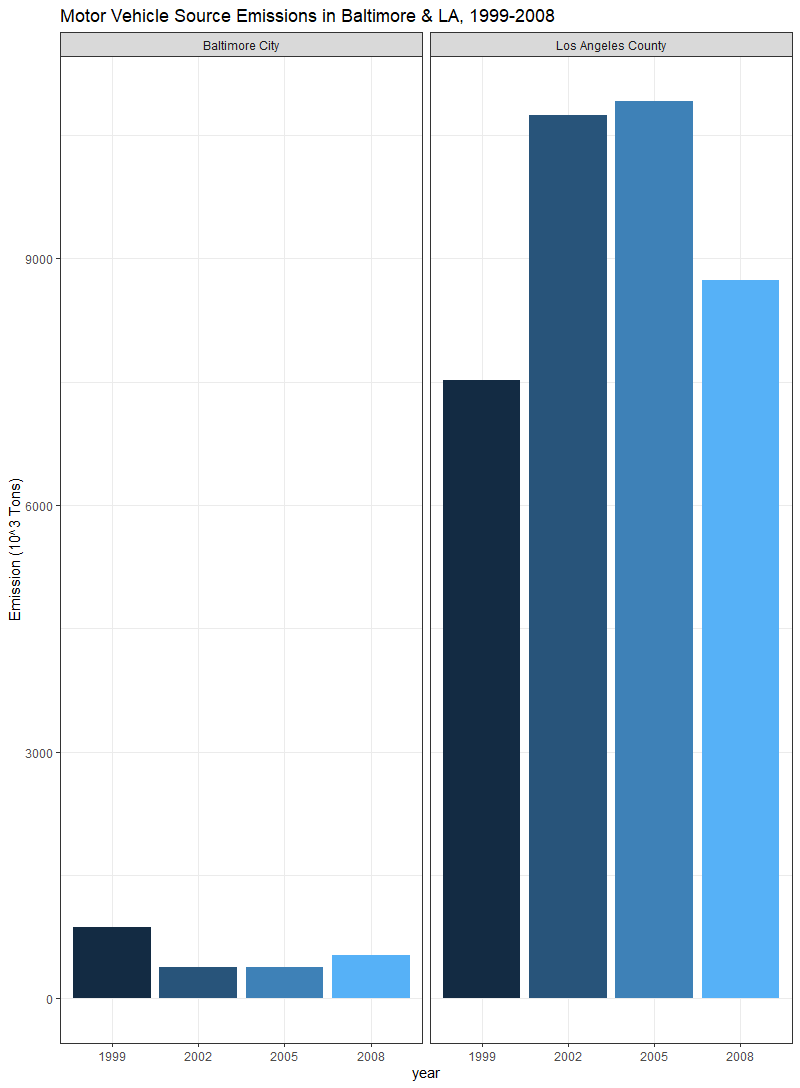 Motor Vehicle Source Emissions in Baltimore & LA, 1999-2008
Baltimore City
Los Angeles County
9000
6000
3000
0
Emission (10^3 Tons)
1999 2002 2005 2008
1999 2002 2005 2008
year